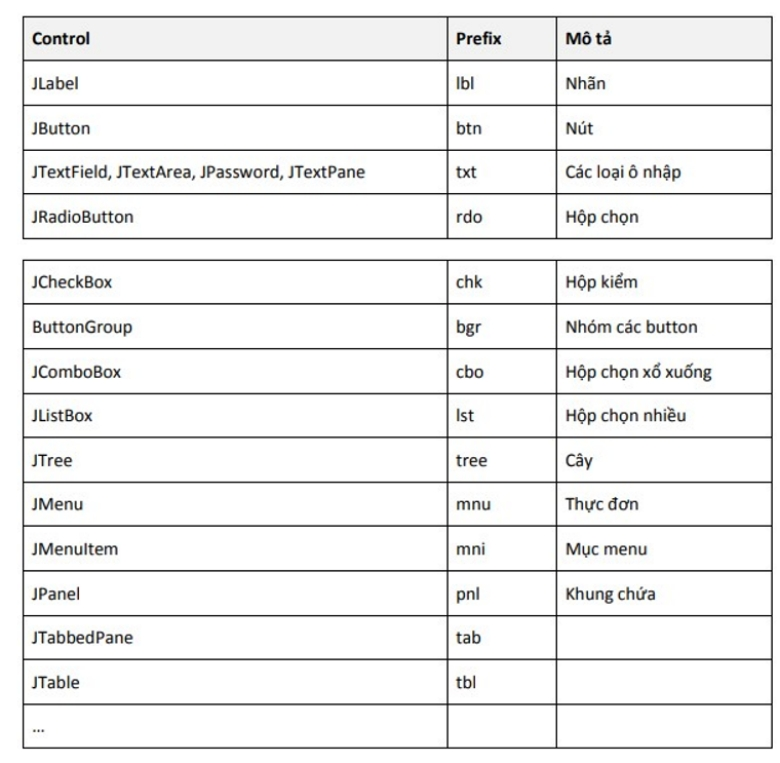 Control Prefix Mô tả
JLabel lbl Nhãn
JButton btn Nút
JTextField, JTextArea, JPassword, JTextPane txt Các loại ô nhập
JRadioButton rdo Hộp chọn
JCheckBox chk Hộp kiểm
ButtonGroup bgr Nhóm các button
JComboBox cbo Hộp chọn xổ xuống
JListBox lst Hộp chọn nhiều
JTree tree Cây
JMenu mnu Thực đơn
JMenuItem mni Mục menu
JPanel pnl Khung chứa
JTabbedPane tab
JTable tbl
…